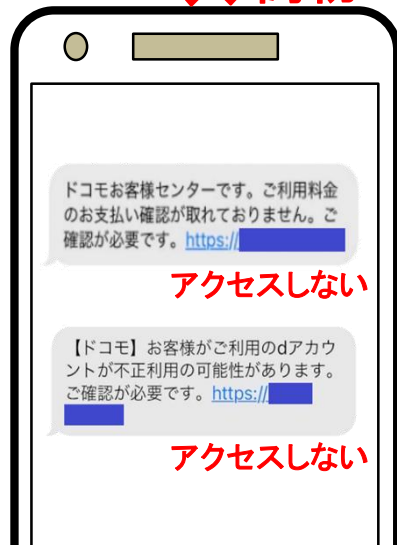 ドコモお客様センターです。ご利用料金
のお支払い確認が取れておりません。ご
確認が必要です。https://
アクセスしない
【ドコモ】お客様がご利用のdアカウ
ントが不正利用の可能性があります。
ご確認が必要です。https://
アクセスしない